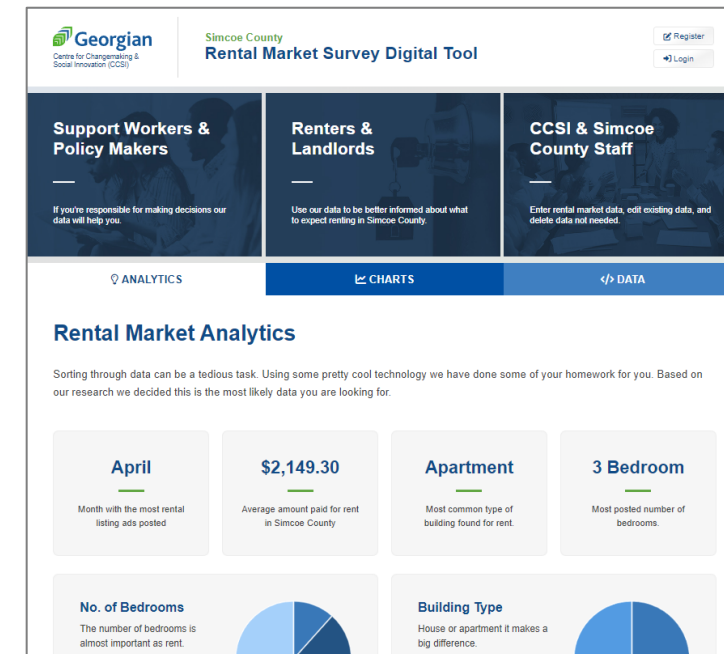 Georgian
Centre for Changemaking &
Social Innovation (CCSI)
Simcoe County
Rental Market Survey Digital Tool
Register
Login
Support Workers &
Policy Makers
If you're responsible for making decisions our
data will help you.
Renters &
Landlords
Use our data to be better informed about what
to expect renting in Simcoe County.
CCSI & Simcoe
County Staff
Enter rental market data, edit existing data, and
delete data not needed.
ANALYTICS
CHARTS
</> DATA
Rental Market Analytics
Sorting through data can be a tedious task. Using some pretty cool technology we have done some of your homework for you. Based on
our research we decided this is the most likely data you are looking for.
April
Month with the most rental
listing ads posted
$2,149.30
Average amount paid for rent
in Simcoe County
Apartment
Most common type of
building found for rent.
3 Bedroom
Most posted number of
bedrooms.
No. of Bedrooms
The number of bedrooms is
almost important as rent.
Building Type
House or apartment it makes a
big difference.